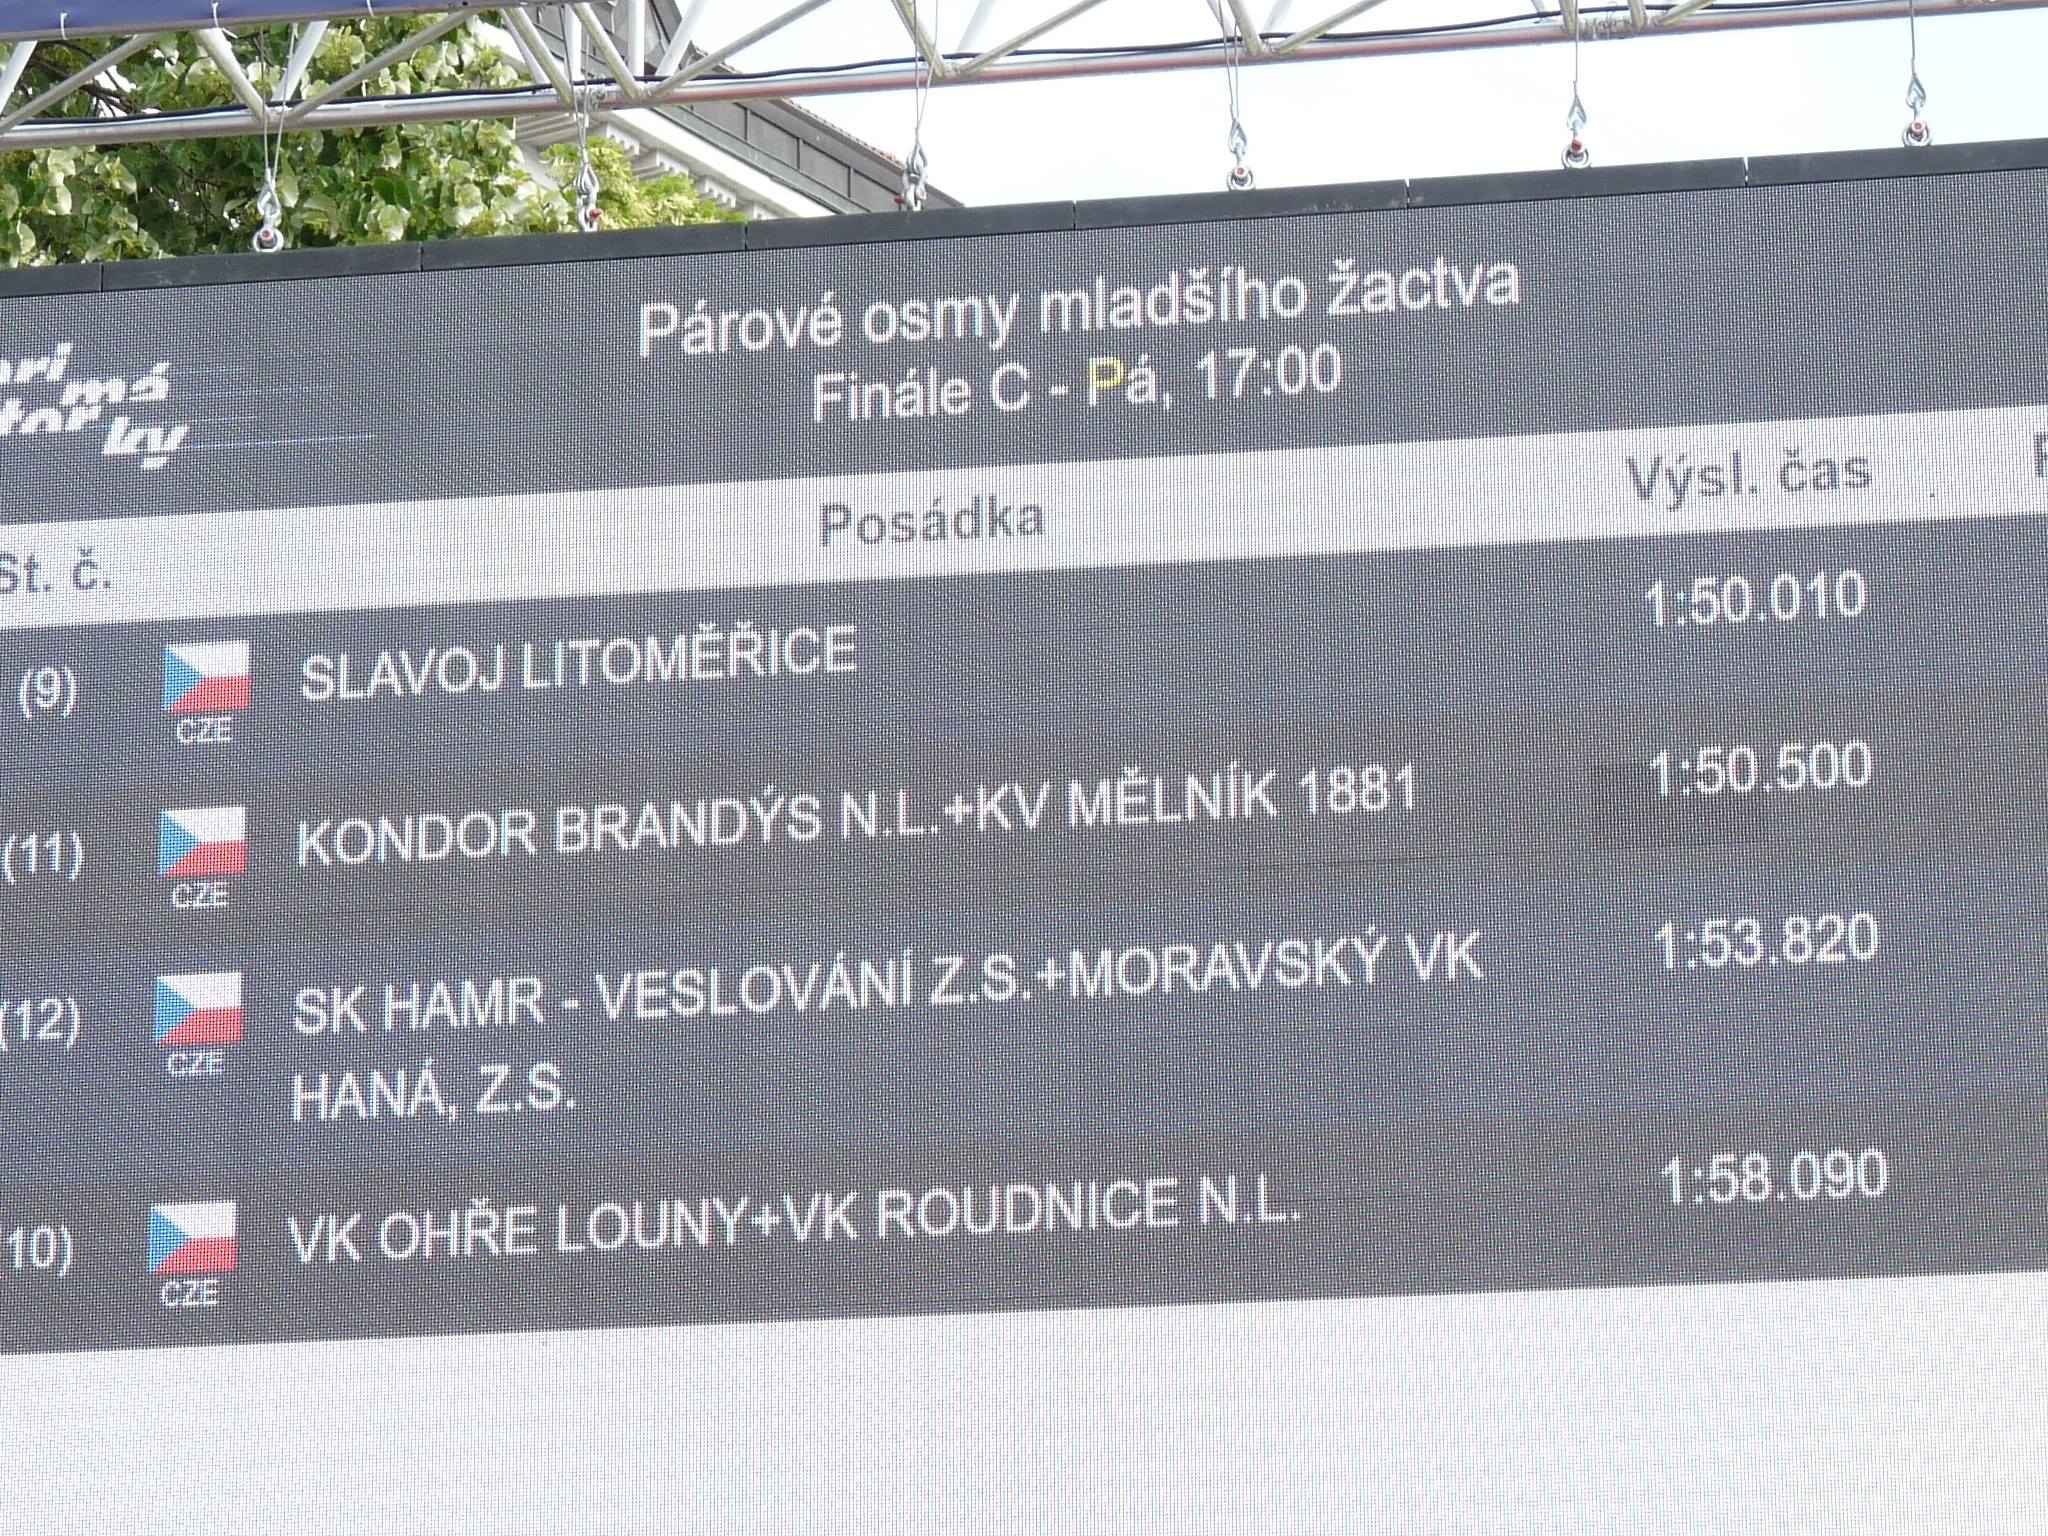 Párové osmy mladšího žactva
Finále C - Pá, 17:00
St. č. Posádka Výsl. čas
(9) CZE SLAVOJ LITOMĚŘICE 1:50.010
(11) CZE KONDOR BRANDÝS N.L.+KV MĚLNÍK 1881 1:50.500
(12) CZE SK HAMR - VESLOVÁNÍ Z.S.+MORAVSKÝ VK 1:53.820
HANÁ, Z.S.
(10) CZE VK OHŘE LOUNY+VK ROUDNICE N.L. 1:58.090